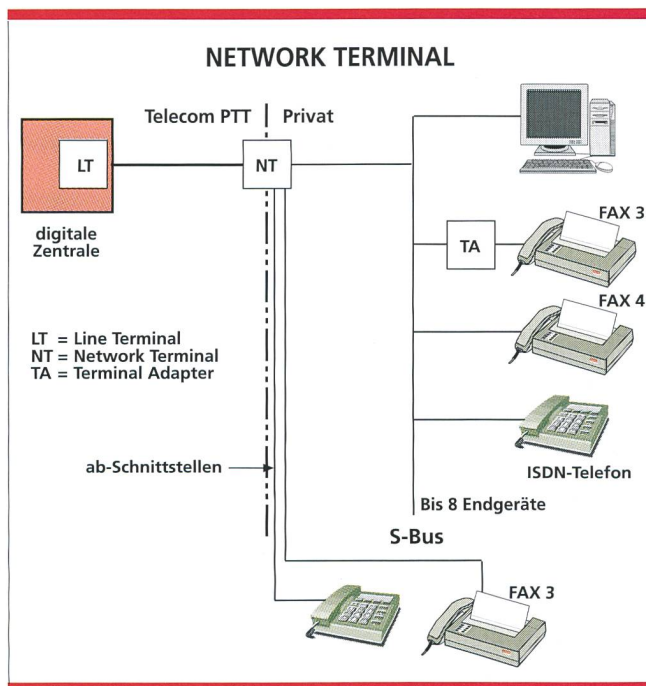 NETWORK TERMINAL
Telecom PTT
Privat
LT
NT
digitale
Zentrale
TA
FAX 3
FAX 4
LT = Line Terminal
NT = Network Terminal
TA = Terminal Adapter
ab-Schnittstellen
ISDN-Telefon
Bis 8 Endgeräte
S-Bus
FAX 3